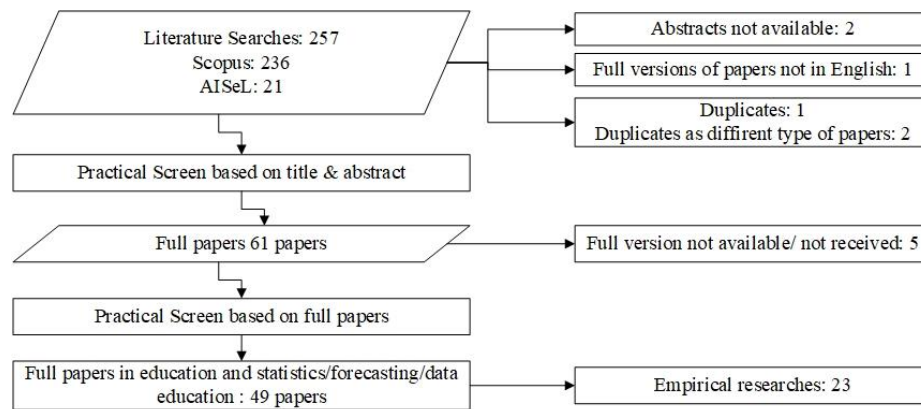 Literature Searches: 257
Scopus: 236
AISeL: 21
Abstracts not available: 2
Full versions of papers not in English: 1
Duplicates: 1
Duplicates as diffirent type of papers: 2
Practical Screen based on title & abstract
Full papers 61 papers
Full version not available/ not received: 5
Practical Screen based on full papers
Full papers in education and statistics/forecasting/data
education : 49 papers
Empirical researches: 23